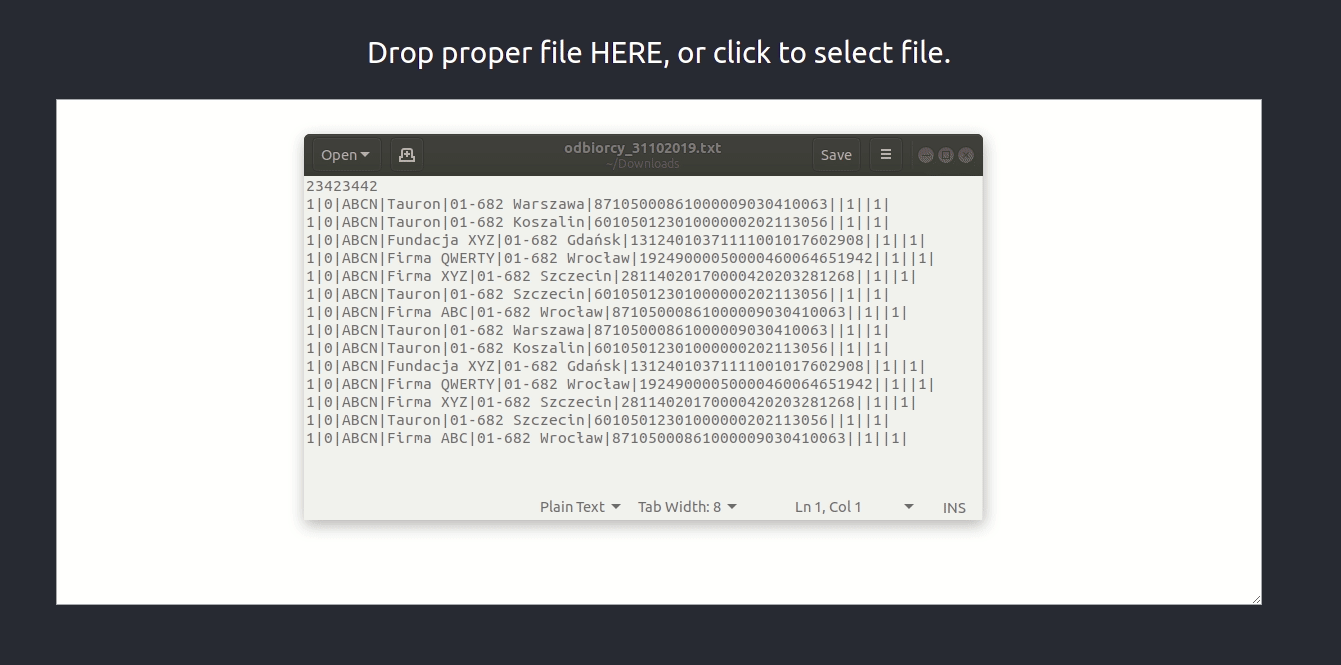 Drop proper file HERE, or click to select file.
Open
odbiorcy_31102019.txt
~/Downloads
Save
23423442
1|0|ABCN|Tauron|01-682 Warszawa|87105000861000009030410063||1||1|
1|0|ABCN|Tauron|01-682 Koszalin|60105012301000000202113056||1||1|
1|0|ABCN|Fundacja XYZ|01-682 Gdańsk|13124010371111001017602908||1||1|
1|0|ABCN|Firma QWERTY|01-682 Wrocław|19249000050000460064651942||1||1|
1|0|ABCN|Firma XYZ|01-682 Szczecin|28114020170000420203281268||1||1|
1|0|ABCN|Tauron|01-682 Szczecin|60105012301000000202113056||1||1|
1|0|ABCN|Firma ABC|01-682 Wrocław|87105000861000009030410063||1||1|
1|0|ABCN|Tauron|01-682 Warszawa|87105000861000009030410063||1||1|
1|0|ABCN|Tauron|01-682 Koszalin|60105012301000000202113056||1||1|
1|0|ABCN|Fundacja XYZ|01-682 Gdańsk|13124010371111001017602908||1||1|
1|0|ABCN|Firma QWERTY|01-682 Wrocław|19249000050000460064651942||1||1|
1|0|ABCN|Firma XYZ|01-682 Szczecin|28114020170000420203281268||1||1|
1|0|ABCN|Tauron|01-682 Szczecin|60105012301000000202113056||1||1|
1|0|ABCN|Firma ABC|01-682 Wrocław|87105000861000009030410063||1||1|
Plain Text Tab Width: 8 Ln 1, Col 1 INS